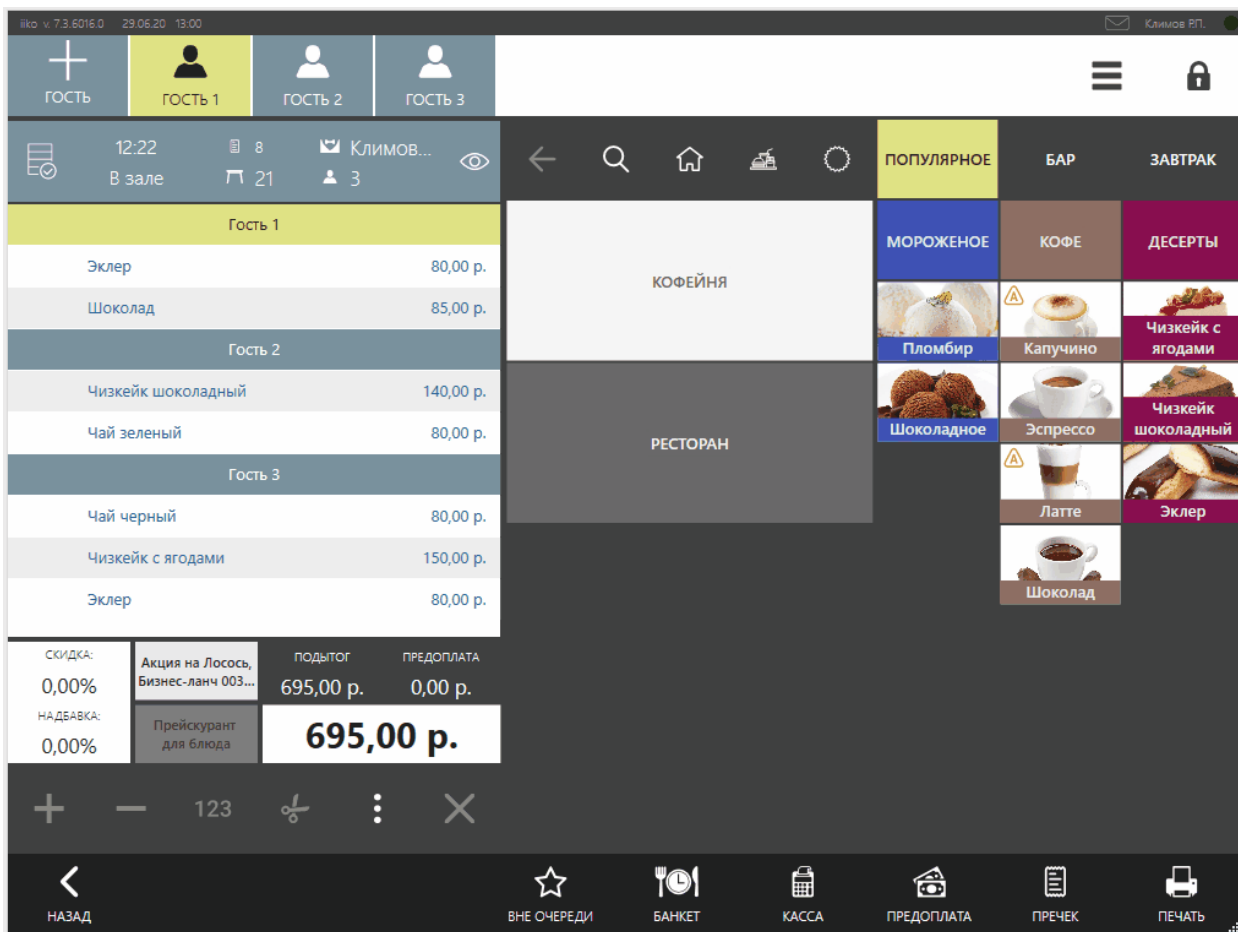 iiko v. 7.3.6016.0 29.06.20 13:00 Климов Р.П.
ГОСТЬ ГОСТЬ 1 ГОСТЬ 2 ГОСТЬ 3
12:22 8 Климов...
В зале 21 3
ПОПУЛЯРНОЕ БАР ЗАВТРАК
Гость 1
Эклер 80,00 р.
Шоколад 85,00 р.
Гость 2
Чизкейк шоколадный 140,00 р.
Чай зеленый 80,00 р.
Гость 3
Чай черный 80,00 р.
Чизкейк с ягодами 150,00 р.
Эклер 80,00 р.
КОФЕЙНЯ
РЕСТОРАН
МОРОЖЕНОЕ КОФЕ ДЕСЕРТЫ
Пломбир
Шоколадное
A
Капучино
Эспрессо
A
Латте
Шоколад
Чизкейк с
ягодами
Чизкейк
шоколадный
Эклер
СКИДКА:
0,00%
НАДБАВКА:
0,00%
Акция на Лосось,
Бизнес-ланч 003...
Прейскурант
для блюда
ПОДЫТОГ ПРЕДОПЛАТА
695,00 р. 0,00 р.
695,00 р.
123
НАЗАД ВНЕ ОЧЕРЕДИ БАНКЕТ КАССА ПРЕДОПЛАТА ПРЕЧЕК ПЕЧАТЬ